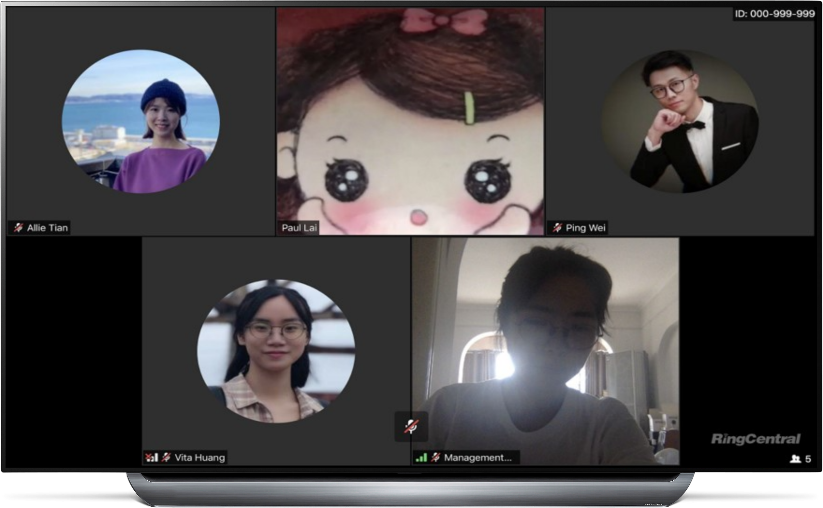 ID: 000-999-999
Allie Tian
Paul Lai
Ping Wei
Vita Huang
Management...
RingCentral
5